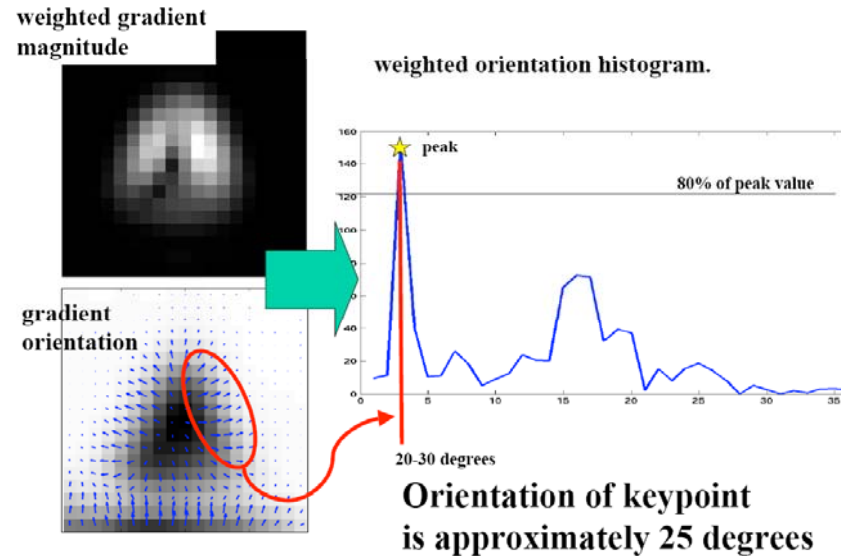 weighted gradient
magnitude
weighted orientation histogram.
160
140
120
80
60
40
20
0
0
5
10
15
20
25
30
35
peak
80% of peak value
gradient
orientation
20-30 degrees
Orientation of keypoint
is approximately 25 degrees